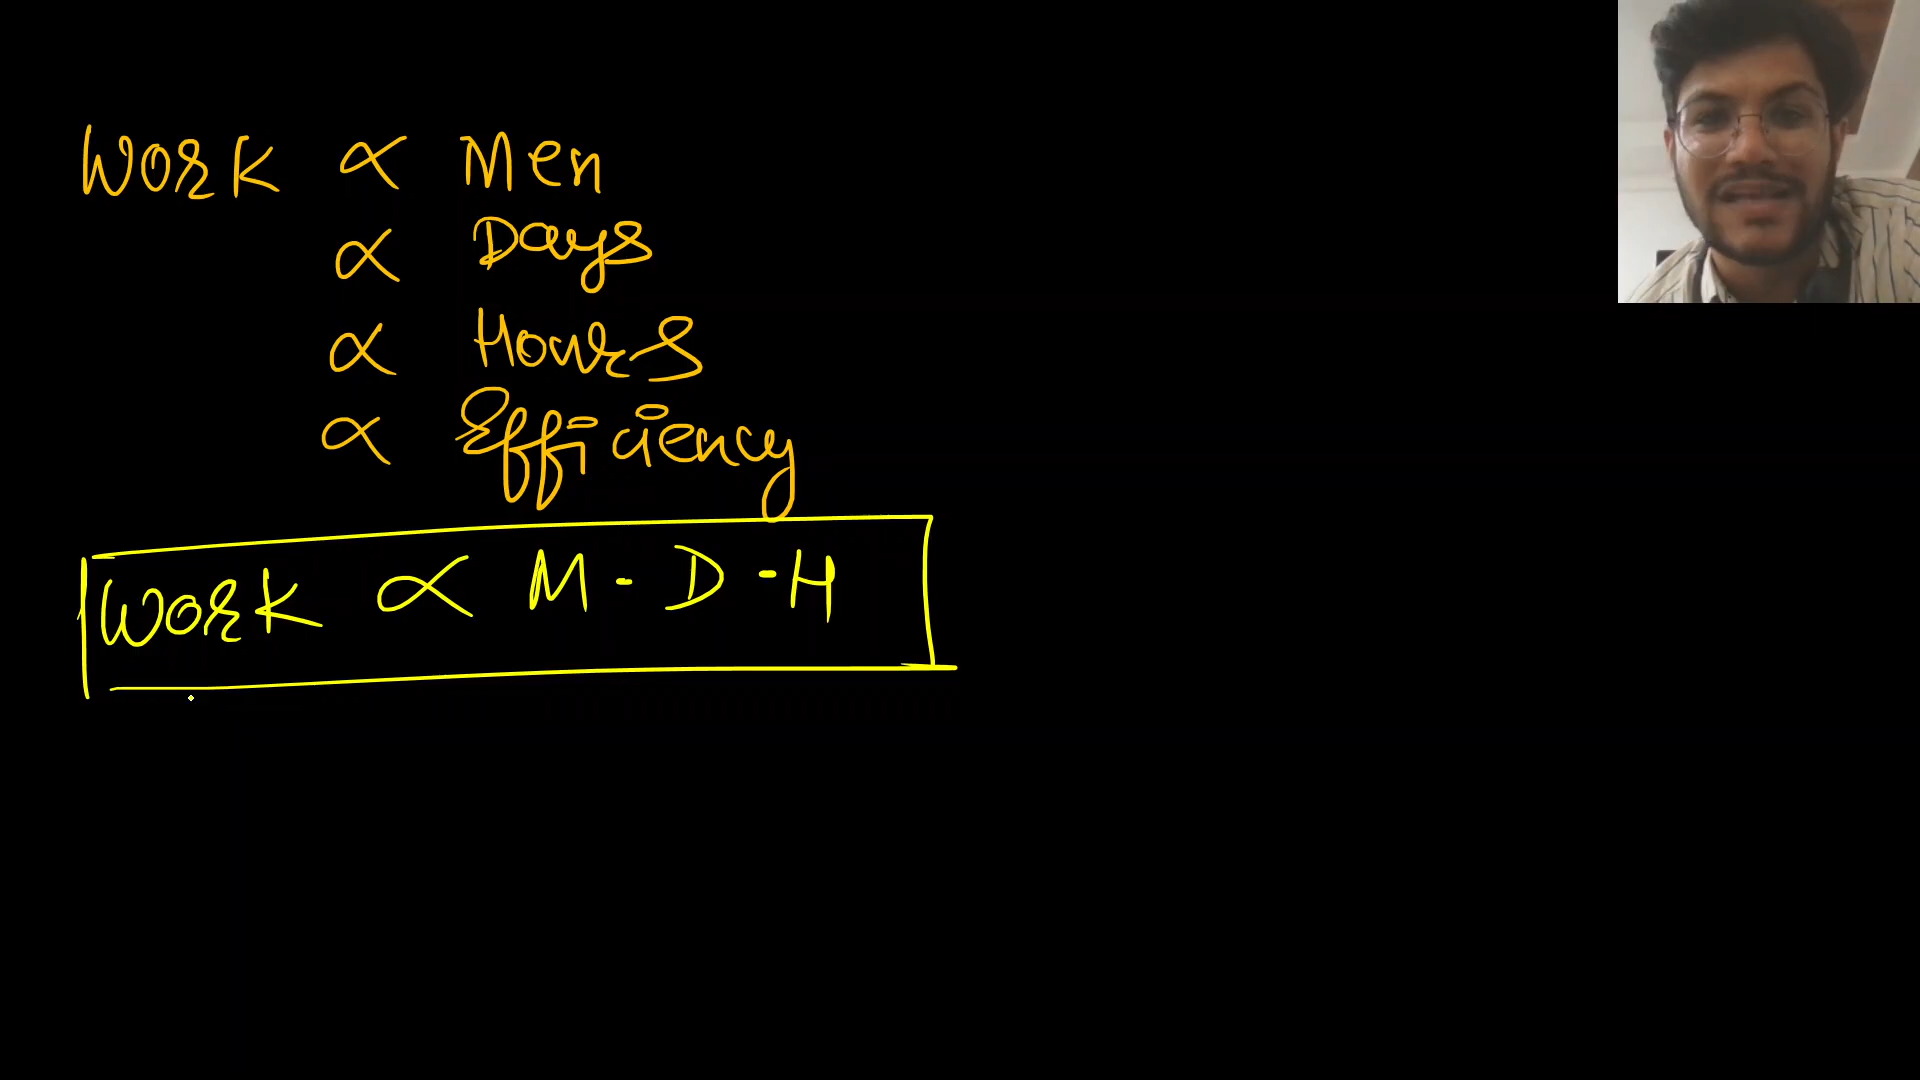 Work ∝ Men
∝ Days
∝ Hours
∝ Efficiency
Work ∝ M - D - H